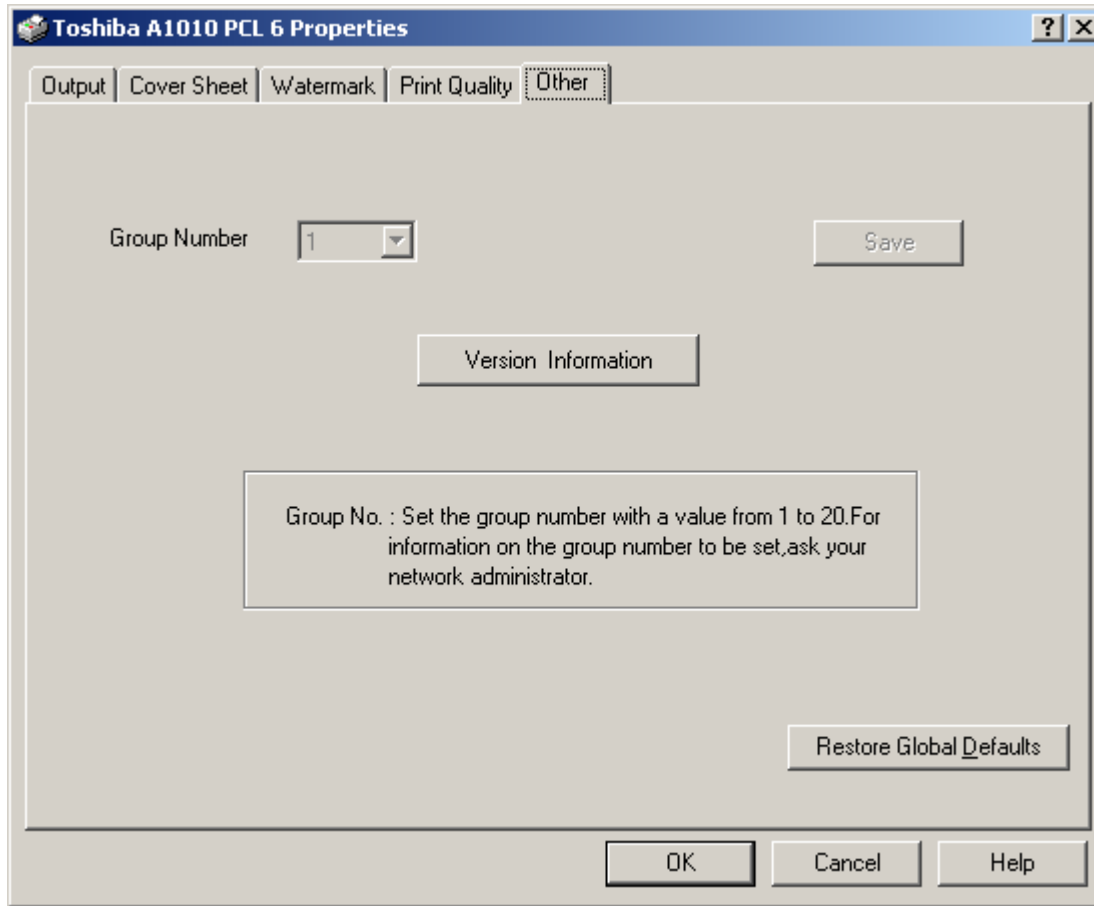 Toshiba A1010 PCL 6 Properties
Output Cover Sheet Watermark Print Quality Other
Group Number 1 Save
Version Information
Group No. : Set the group number with a value from 1 to 20.For
information on the group number to be set,ask your
network administrator.
Restore Global Defaults
OK Cancel Help